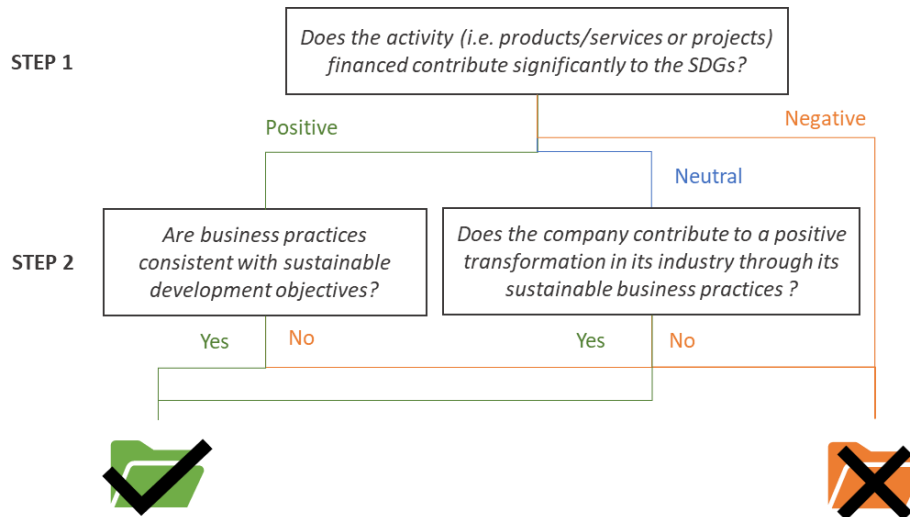 STEP 1
Does the activity (i.e. products/services or projects)
financed contribute significantly to the SDGs?
Positive
Negative
Neutral
STEP 2
Are business practices
consistent with sustainable
development objectives?
Does the company contribute to a positive
transformation in its industry through its
sustainable business practices ?
Yes
No
Yes
No